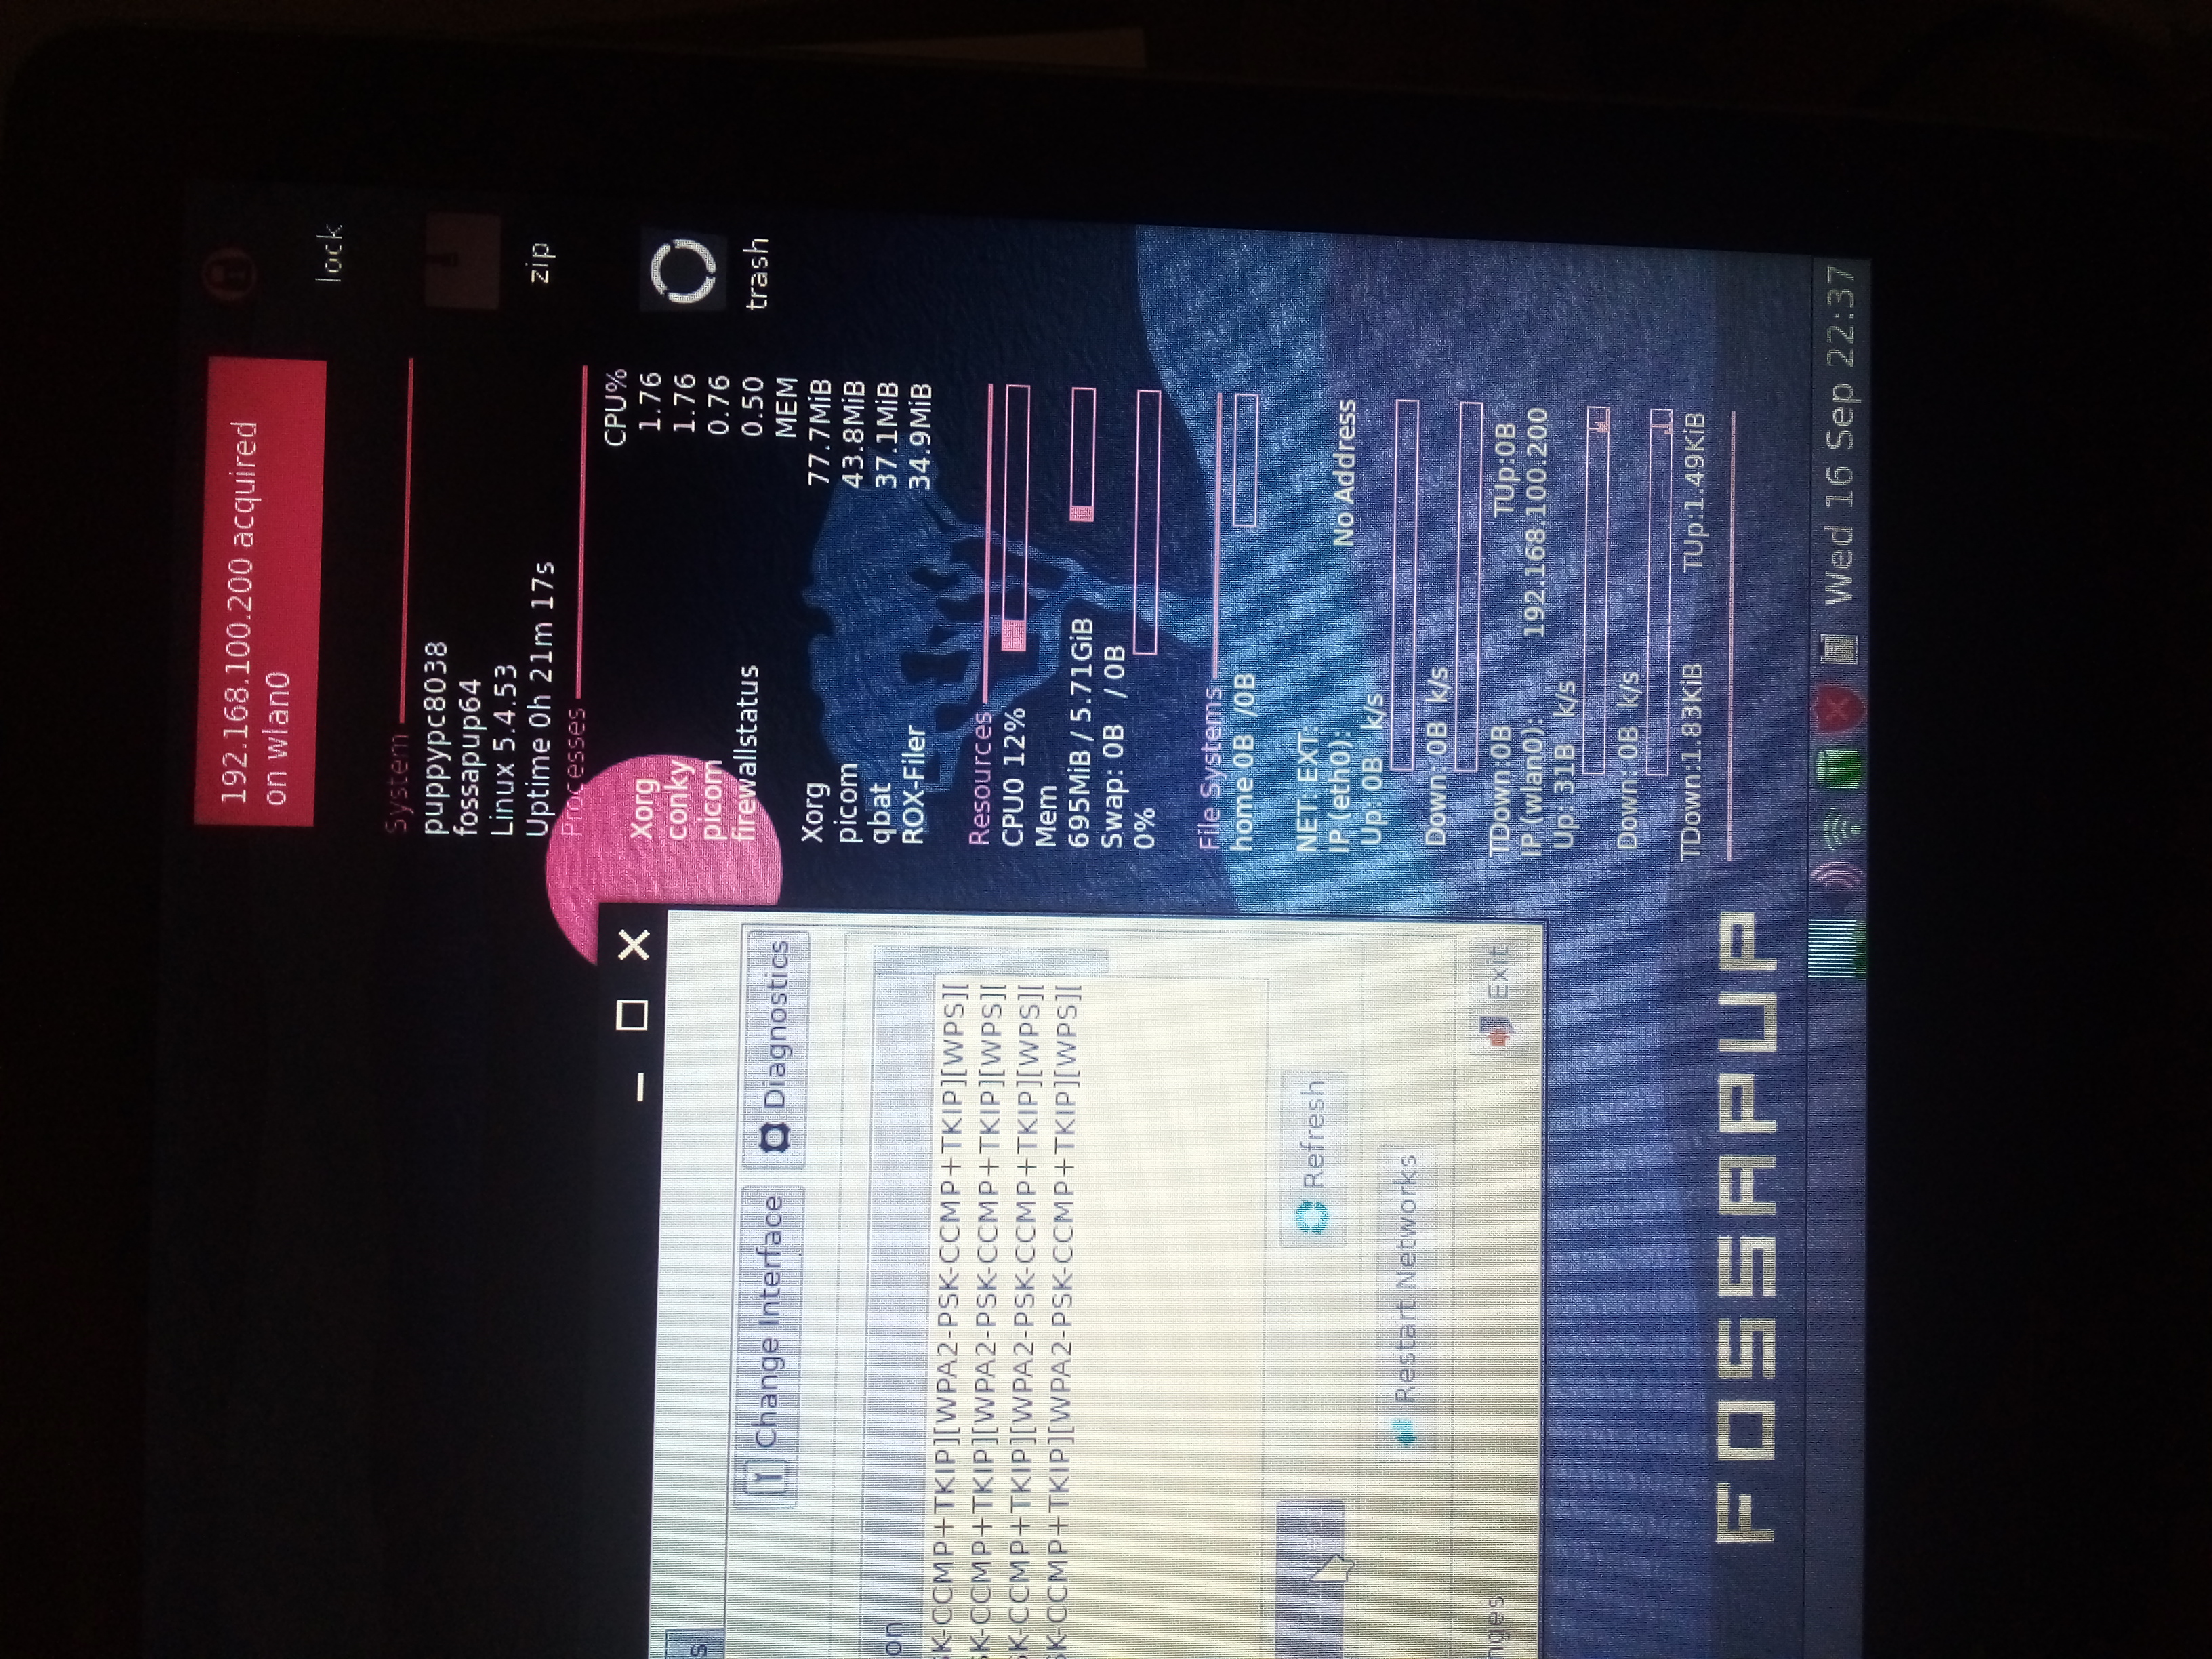 192.168.100.200 acquired
on wlan0
lock
System
puppypc8038
fossapup64
Linux 5.4.53
Uptime 0h 21m 17s
zip
Processes
CPU%
Xorg 1.76
conky 1.76
picom 0.76
firewallstatus 0.50
MEM
Xorg 77.7MiB
picom 43.8MiB
qbat 37.1MiB
ROX-Filer 34.9MiB
trash
Resources
CPU0 12%
Mem
695MiB / 5.71GiB
Swap: 0B / 0B
0%
File Systems
home 0B /0B
NET: EXT:
IP (eth0): No Address
Up: 0B k/s
Down: 0B k/s
TDown:0B TUp:0B
IP (wlan0): 192.168.100.200
Up: 31B k/s
Down: 0B k/s
TDown:1.83KiB TUp:1.49KiB
s
Change Interface Diagnostics
on
SK-CCMP+TKIP][WPA2-PSK-CCMP+TKIP][WPS][
SK-CCMP+TKIP][WPA2-PSK-CCMP+TKIP][WPS][
SK-CCMP+TKIP][WPA2-PSK-CCMP+TKIP][WPS][
SK-CCMP+TKIP][WPA2-PSK-CCMP+TKIP][WPS][
Connect Refresh
Restart Networks
nges Exit
FOSSAPUP
Wed 16 Sep 22:37